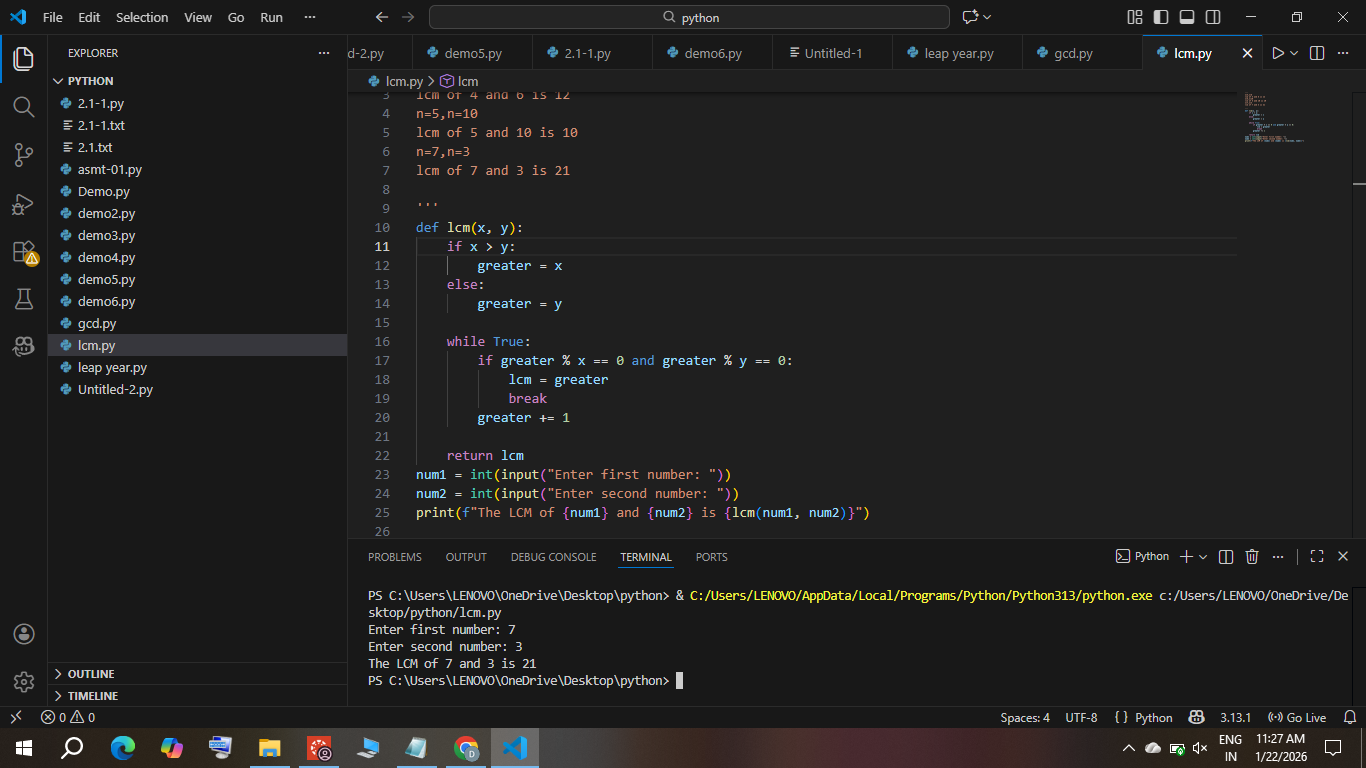 File Edit Selection View Go Run ···
python
EXPLORER ···
d-2.py demo5.py 2.1-1.py demo6.py Untitled-1 leap year.py gcd.py lcm.py
PYTHON
2.1-1.py
2.1-1.txt
2.1.txt
asmt-01.py
Demo.py
demo2.py
demo3.py
demo4.py
demo5.py
demo6.py
gcd.py
lcm.py
leap year.py
Untitled-2.py
OUTLINE
TIMELINE
lcm.py > lcm
3 lcm of 4 and 6 is 12
4 n=5,n=10
5 lcm of 5 and 10 is 10
6 n=7,n=3
7 lcm of 7 and 3 is 21
8
9 '''
10 def lcm(x, y):
11 if x > y:
12 greater = x
13 else:
14 greater = y
15
16 while True:
17 if greater % x == 0 and greater % y == 0:
18 lcm = greater
19 break
20 greater += 1
21
22 return lcm
23 num1 = int(input("Enter first number: "))
24 num2 = int(input("Enter second number: "))
25 print(f"The LCM of {num1} and {num2} is {lcm(num1, num2)}")
26
PROBLEMS OUTPUT DEBUG CONSOLE TERMINAL PORTS Python
PS C:\Users\LENOVO\OneDrive\Desktop\python> & C:/Users/LENOVO/AppData/Local/Programs/Python/Python313/python.exe c:/Users/LENOVO/OneDrive/De
sktop/python/lcm.py
Enter first number: 7
Enter second number: 3
The LCM of 7 and 3 is 21
PS C:\Users\LENOVO\OneDrive\Desktop\python>
0 0 Spaces: 4 UTF-8 { } Python 3.13.1 Go Live
ENG 11:27 AM
IN 1/22/2026